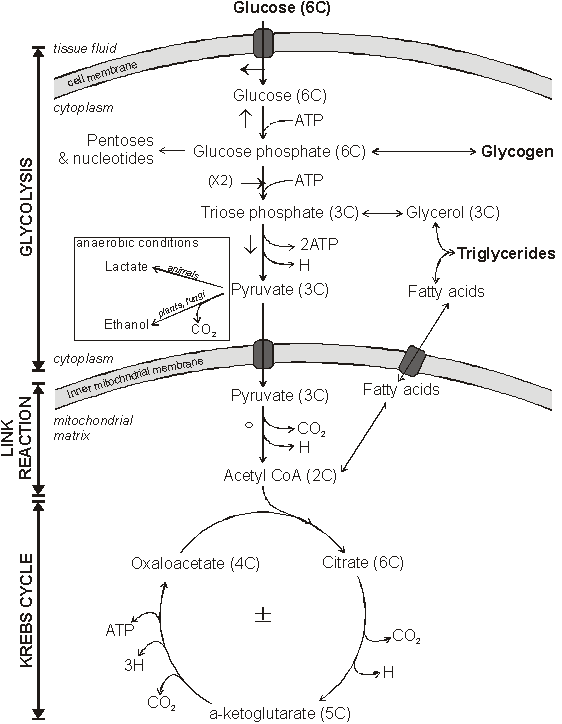 Glucose (6C)
tissue fluid
cell membrane
cytoplasm
Glucose (6C)
ATP
Pentoses
& nucleotides
Glucose phosphate (6C)
Glycogen
(X2)
ATP
Triose phosphate (3C)
Glycerol (3C)
GLYCOLYSIS
anaerobic conditions
Lactate
animals
2ATP
H
Triglycerides
Pyruvate (3C)
Fatty acids
plants, fungi
Ethanol
CO2
cytoplasm
Inner mitochndrial membrane
Pyruvate (3C)
Fatty acids
mitochondrial
matrix
LINK
REACTION
CO2
H
Acetyl CoA (2C)
KREBS CYCLE
Oxaloacetate (4C)
Citrate (6C)
±
ATP
CO2
3H
H
CO2
a-ketoglutarate (5C)